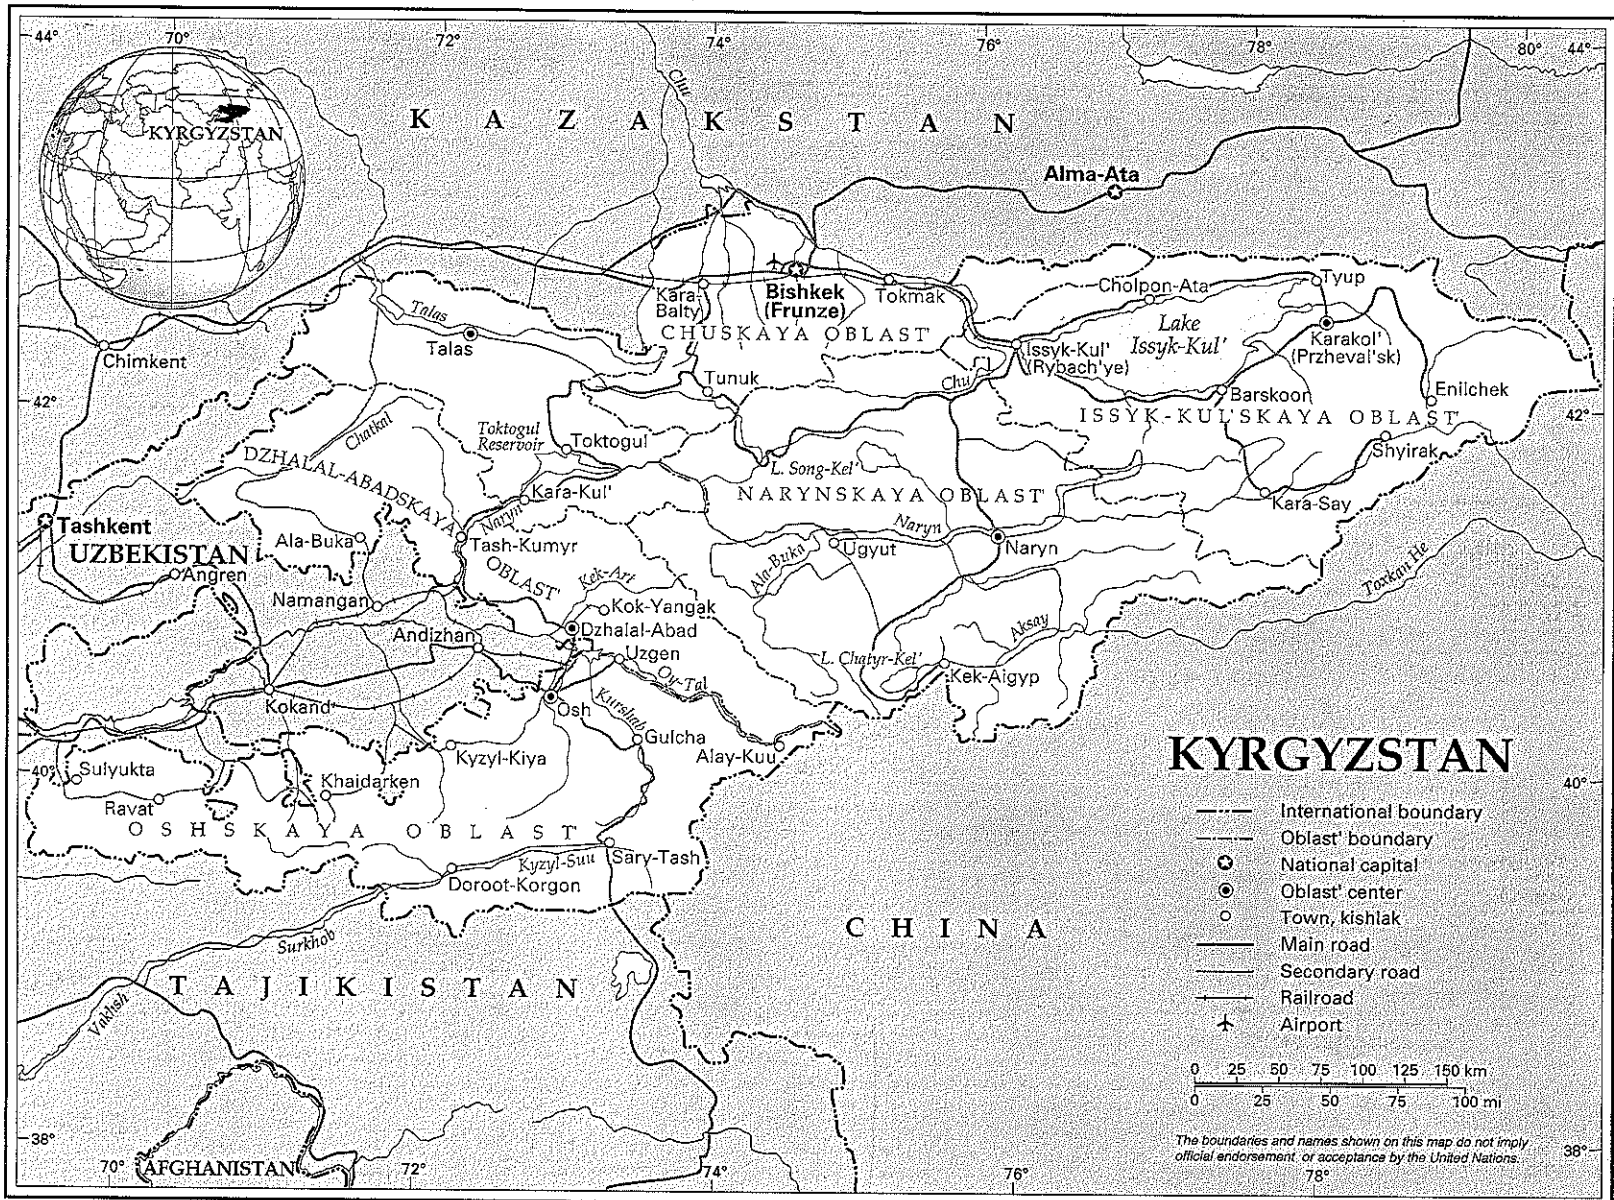 44°
70°
72°
74°
76°
78°
80°
44°
KYRGYZSTAN
KAZAKSTAN
Chu
Alma-Ata
Kara-
Balty
Bishkek
(Frunze)
Tokmak
Cholpon-Ata
Tyup
Talas
Talas
CHUSKAYA OBLAST'
Lake
Issyk-Kul'
Karakol'
(Przheval'sk)
Chimkent
Issyk-Kul'
(Rybach'ye)
Tunuk
Chu
Barskoon
Enilchek
42°
ISSYK-KUL'SKAYA OBLAST'
42°
Chatkal
Toktogul
Reservoir
Toktogul
Shyirak
DZHALAL-ABADSKAYA
OBLAST'
L. Song-Kel'
NARYNSKAYA OBLAST'
Kara-Kul'
Kara-Say
Naryn
Tashkent
UZBEKISTAN
Ala-Buka
Tash-Kumyr
Naryn
Ugyut
Naryn
Ala-Buka
Angren
Kek-Art
Toxkan He
Namangan
Kok-Yangak
Andizhan
Dzhalal-Abad
Aksay
Uzgen
L. Chatyr-Kel'
Oy-Tal
Kek-Aigyp
Kokand
Osh
Kurshab
Gulcha
Kyzyl-Kiya
Alay-Kuu
KYRGYZSTAN
40°
Sulyukta
Khaidarken
40°
Ravat
OSHSKAYA OBLAST'
Kyzyl-Suu
Sary-Tash
Doroot-Korgon
CHINA
Surkhob
TAJIKISTAN
Vakhsh
International boundary
Oblast' boundary
National capital
Oblast' center
Town, kishlak
Main road
Secondary road
Railroad
Airport
0 25 50 75 100 125 150 km
0 25 50 75 100 mi
The boundaries and names shown on this map do not imply
official endorsement or acceptance by the United Nations.
38°
38°
AFGHANISTAN
70°
72°
74°
76°
78°